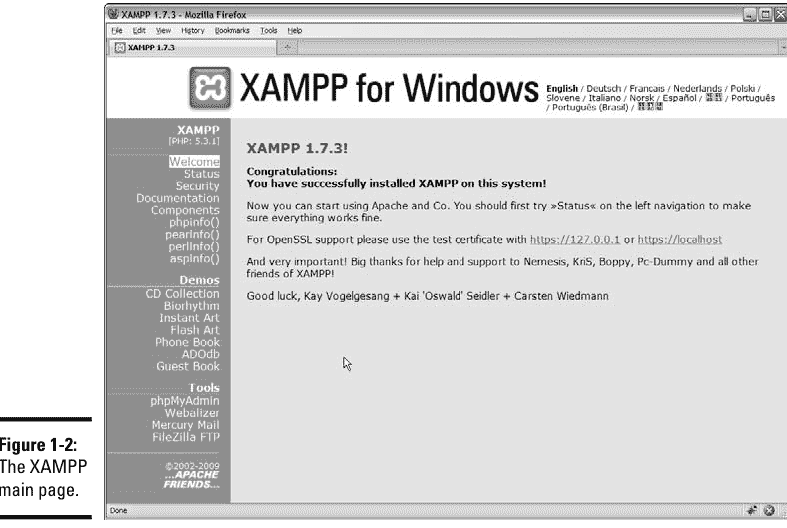 XAMPP 1.7.3 - Mozilla Firefox
File Edit View History Bookmarks Tools Help
XAMPP 1.7.3
XAMPP for Windows
English / Deutsch / Francais / Nederlands / Polski /
Slovene / Italiano / Norsk / Español / / Português
/ Português (Brasil) /
XAMPP
[PHP: 5.3.1]
Welcome
Status
Security
Documentation
Components
phpinfo()
pearinfo()
perlinfo()
aspinfo()
Demos
CD Collection
Biorhythm
Instant Art
Flash Art
Phone Book
ADOdb
Guest Book
Tools
phpMyAdmin
Webalizer
Mercury Mail
FileZilla FTP
©2002-2009
...APACHE
FRIENDS...
XAMPP 1.7.3!
Congratulations:
You have successfully installed XAMPP on this system!
Now you can start using Apache and Co. You should first try »Status« on the left navigation to make
sure everything works fine.
For OpenSSL support please use the test certificate with https://127.0.0.1 or https://localhost
And very important! Big thanks for help and support to Nemesis, KriS, Boppy, Pc-Dummy and all other
friends of XAMPP!
Good luck, Kay Vogelgesang + Kai 'Oswald' Seidler + Carsten Wiedmann
Done
Figure 1-2:
The XAMPP
main page.